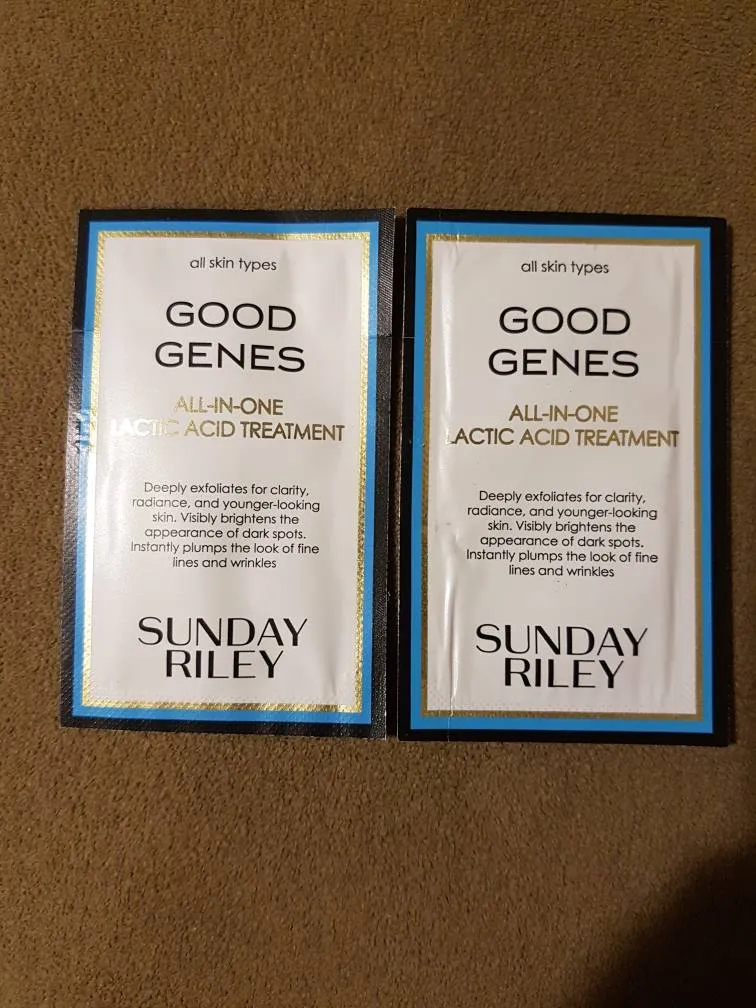 all skin types
GOOD
GENES
ALL-IN-ONE
LACTIC ACID TREATMENT
Deeply exfoliates for clarity,
radiance, and younger-looking
skin. Visibly brightens the
appearance of dark spots.
Instantly plumps the look of fine
lines and wrinkles
SUNDAY
RILEY
all skin types
GOOD
GENES
ALL-IN-ONE
LACTIC ACID TREATMENT
Deeply exfoliates for clarity,
radiance, and younger-looking
skin. Visibly brightens the
appearance of dark spots.
Instantly plumps the look of fine
lines and wrinkles
SUNDAY
RILEY